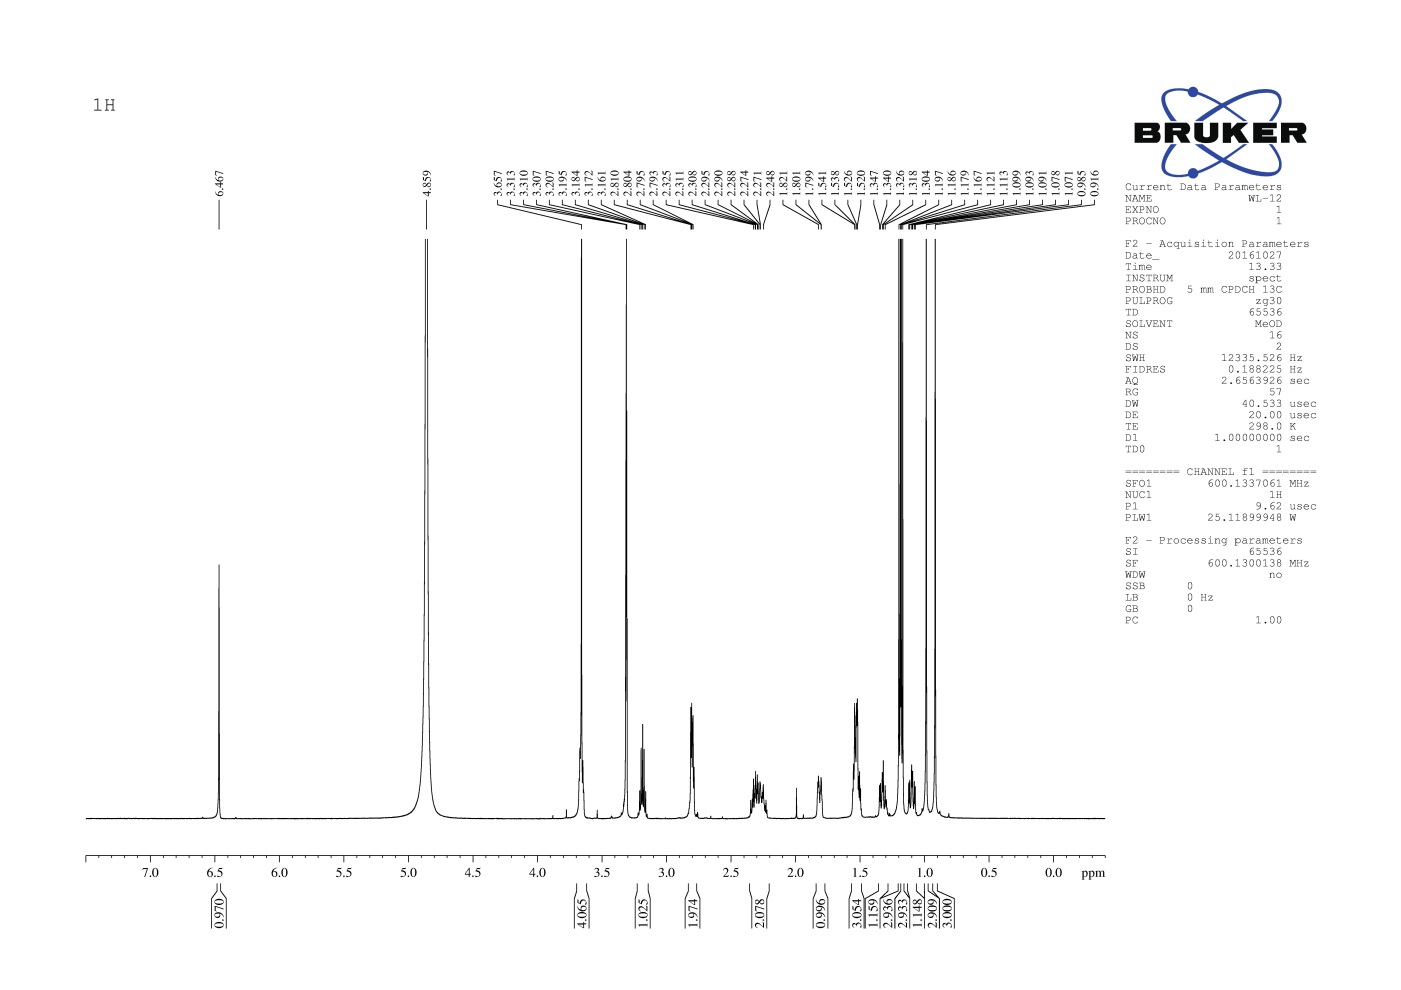 1H
BRUKER
6.467
4.859
3.657
3.313
3.310
3.307
3.207
3.195
3.184
3.172
3.161
2.810
2.804
2.795
2.793
2.325
2.311
2.308
2.295
2.290
2.288
2.274
2.271
2.248
1.821
1.801
1.799
1.541
1.538
1.526
1.520
1.347
1.340
1.326
1.318
1.304
1.197
1.186
1.179
1.167
1.121
1.113
1.099
1.093
1.091
1.078
1.071
0.985
0.916
Current Data Parameters
NAME WL-12
EXPNO 1
PROCNO 1
F2 - Acquisition Parameters
Date_ 20161027
Time 13.33
INSTRUM spect
PROBHD 5 mm CPDCH 13C
PULPROG zg30
TD 65536
SOLVENT MeOD
NS 16
DS 2
SWH 12335.526 Hz
FIDRES 0.188225 Hz
AQ 2.6563926 sec
RG 57
DW 40.533 usec
DE 20.00 usec
TE 298.0 K
D1 1.00000000 sec
TD0 1
======== CHANNEL f1 ========
SFO1 600.1337061 MHz
NUC1 1H
P1 9.62 usec
PLW1 25.11899948 W
F2 - Processing parameters
SI 65536
SF 600.1300138 MHz
WDW no
SSB 0
LB 0 Hz
GB 0
PC 1.00
7.0 6.5 6.0 5.5 5.0 4.5 4.0 3.5 3.0 2.5 2.0 1.5 1.0 0.5 0.0 ppm
0.970
4.065
1.025
1.974
2.078
0.996
3.054
1.159
2.936
2.933
1.148
2.909
3.000